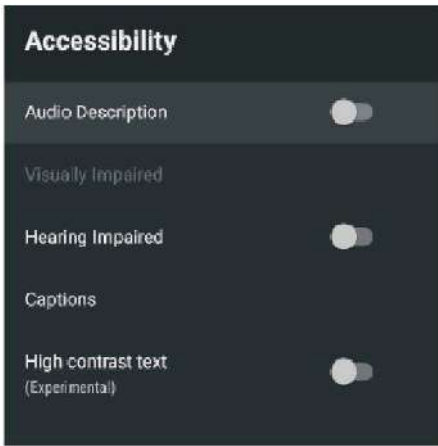 Accessibility
Audio Description
Visually Impaired
Hearing Impaired
Captions
High contrast text
(Experimental)